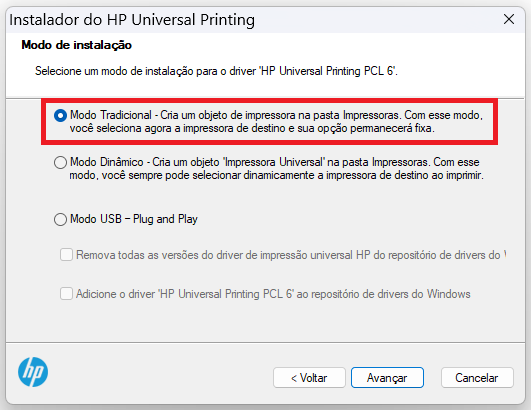 Instalador do HP Universal Printing
Modo de instalação
Selecione um modo de instalação para o driver 'HP Universal Printing PCL 6'.
Modo Tradicional - Cria um objeto de impressora na pasta Impressoras. Com esse modo,
você seleciona agora a impressora de destino e sua opção permanecerá fixa.
Modo Dinâmico - Cria um objeto 'Impressora Universal' na pasta Impressoras. Com esse
modo, você sempre pode selecionar dinamicamente a impressora de destino ao imprimir.
Modo USB – Plug and Play
Remova todas as versões do driver de impressão universal HP do repositório de drivers do
Adicione o driver 'HP Universal Printing PCL 6' ao repositório de drivers do Windows
hp
< Voltar
Avançar
Cancelar